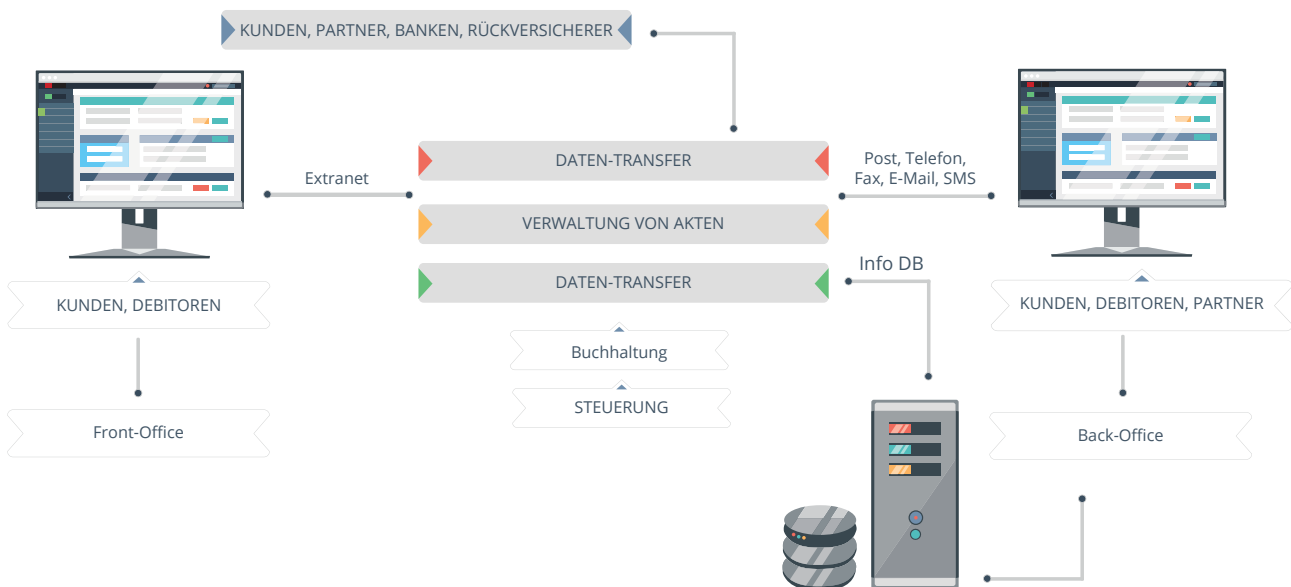 KUNDEN, PARTNER, BANKEN, RÜCKVERSICHERER
DATEN-TRANSFER
Extranet
Post, Telefon,
Fax, E-Mail, SMS
VERWALTUNG VON AKTEN
DATEN-TRANSFER
Info DB
KUNDEN, DEBITOREN
KUNDEN, DEBITOREN, PARTNER
Buchhaltung
STEUERUNG
Front-Office
Back-Office